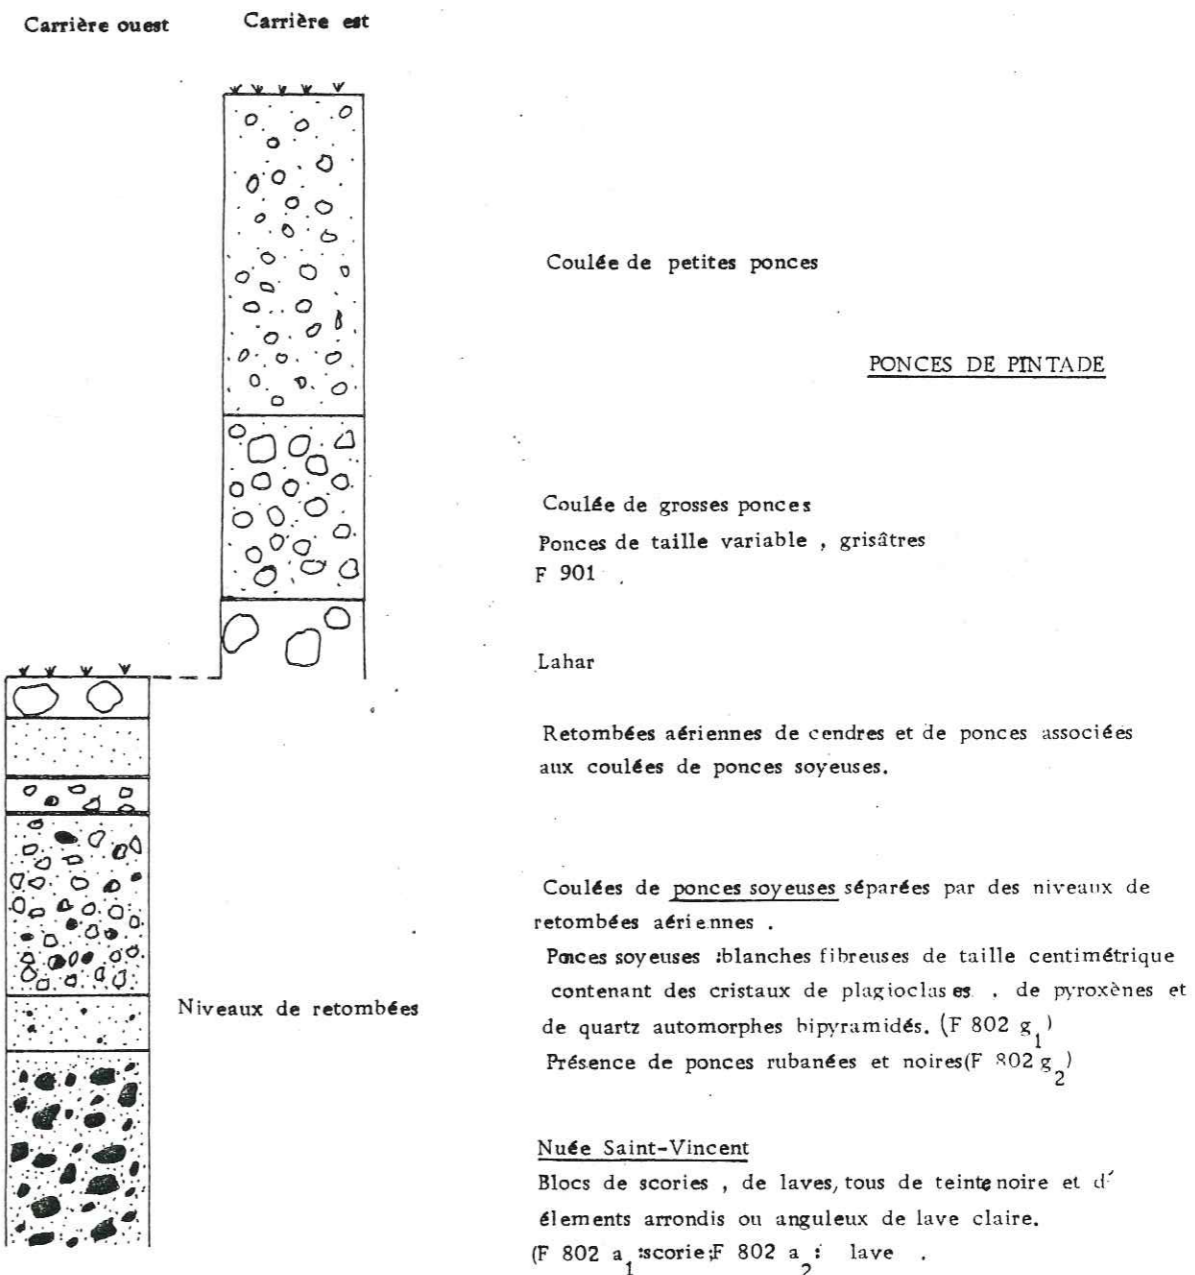 Carrière ouest
Carrière est
Coulée de petites ponces
PONCES DE PINTADE
Coulée de grosses ponces
Ponces de taille variable , grisâtres
F 901
Lahar
Retombées aériennes de cendres et de ponces associées
aux coulées de ponces soyeuses.
Coulées de ponces soyeuses séparées par des niveaux de
retombées aériennes .
Ponces soyeuses :blanches fibreuses de taille centimétrique
contenant des cristaux de plagioclases . de pyroxènes et
Niveaux de retombées
de quartz automorphes bipyramidés. (F 802 g1)
Présence de ponces rubanées et noires(F 802 g2)
Nuée Saint-Vincent
Blocs de scories , de laves, tous de teinte noire et d'
élements arrondis ou anguleux de lave claire.
(F 802 a1 :scorie;F 802 a2 : lave .